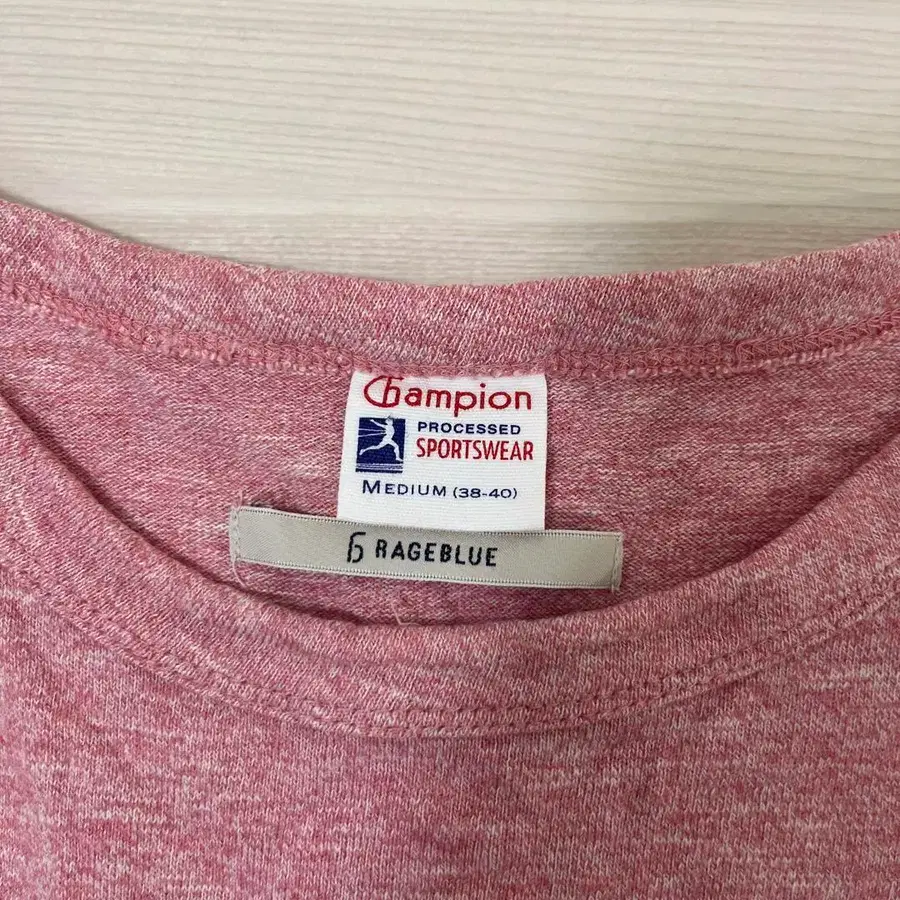 Champion
PROCESSED
SPORTSWEAR
MEDIUM (38-40)
RAGEBLUE